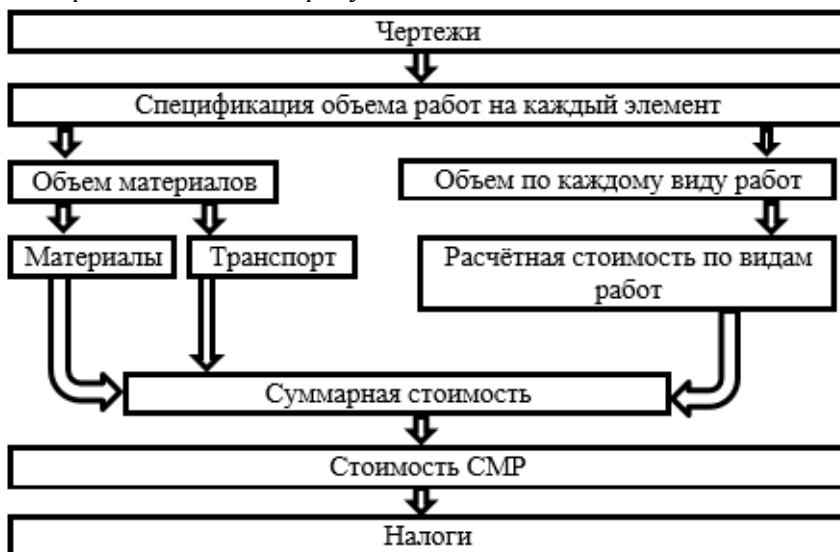 Чертежи
Спецификация объема работ на каждый элемент
Объем материалов
Объем по каждому виду работ
Материалы
Транспорт
Расчётная стоимость по видам
работ
Суммарная стоимость
Стоимость СМР
Налоги